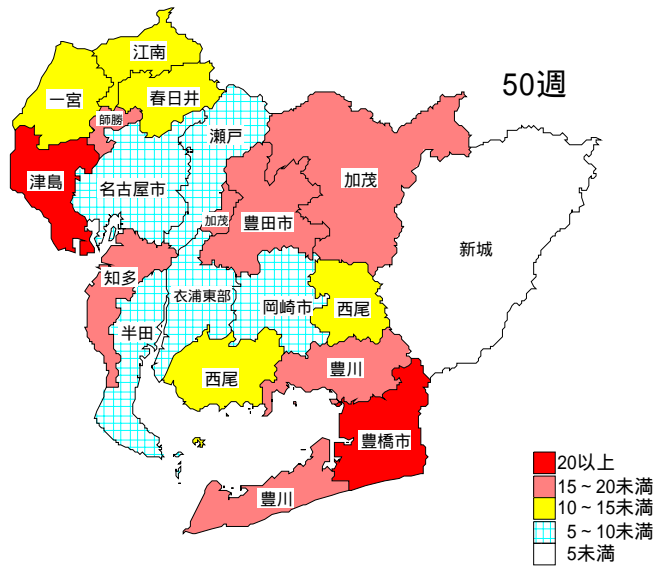 江南
50週
一宮
春日井
師勝
瀬戸
津島
名古屋市
加茂
加茂
豊田市
新城
知多
衣浦東部
岡崎市
西尾
半田
豊川
西尾
豊橋市
豊川
20以上
15~20未満
10~15未満
5~10未満
5未満